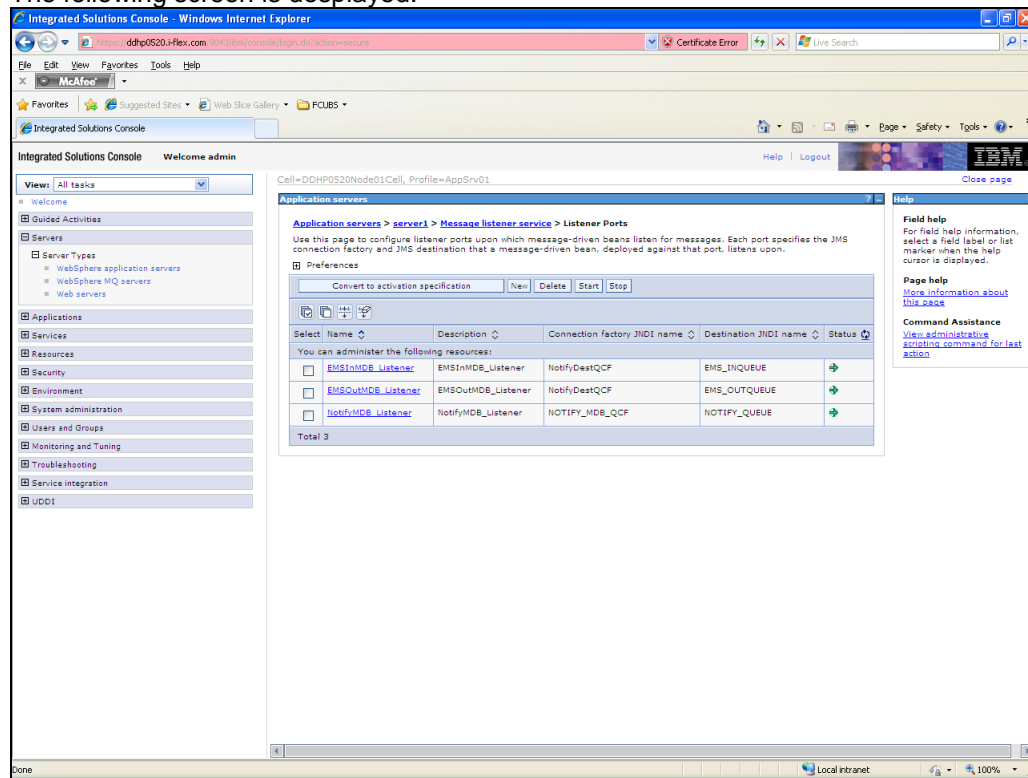 The following screen is displayed:
Integrated Solutions Console - Windows Internet Explorer
https://ddhp0520.i-flex.com:9043/ibm/console/login.do?action=secure
Certificate Error
Live Search
File Edit View Favorites Tools Help
x McAfee
Favorites Suggested Sites Web Slice Gallery FCUBS
Integrated Solutions Console
Page Safety Tools
Integrated Solutions Console Welcome admin
Help | Logout
IBM.
View: All tasks
Welcome
Guided Activities
Servers
Server Types
WebSphere application servers
WebSphere MQ servers
Web servers
Applications
Services
Resources
Security
Environment
System administration
Users and Groups
Monitoring and Tuning
Troubleshooting
Service integration
UDDI
Cell=DDHP0520Node01Cell, Profile=AppSrv01
Close page
Application servers ? -
Application servers > server1 > Message listener service > Listener Ports
Use this page to configure listener ports upon which message-driven beans listen for messages. Each port specifies the JMS
connection factory and JMS destination that a message-driven bean, deployed against that port, listens upon.
Preferences
Convert to activation specification New Delete Start Stop
Select Name Description Connection factory JNDI name Destination JNDI name Status
You can administer the following resources:
EMSInMDB_Listener EMSInMDB_Listener NotifyDestQCF EMS_INQUEUE
EMSOutMDB_Listener EMSOutMDB_Listener NotifyDestQCF EMS_OUTQUEUE
NotifyMDB_Listener NotifyMDB_Listener NOTIFY_MDB_QCF NOTIFY_QUEUE
Total 3
Help
Field help
For field help information,
select a field label or list
marker when the help
cursor is displayed.
Page help
More information about
this page
Command Assistance
View administrative
scripting command for last
action
Done
Local intranet
100%